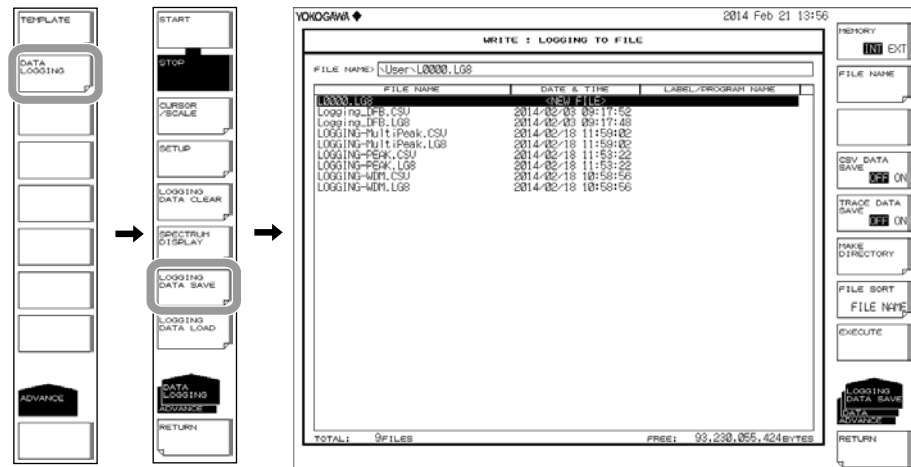 TEMPLATE
DATA
LOGGING
ADVANCE
START
STOP
CURSOR
/SCALE
SETUP
LOGGING
DATA CLEAR
SPECTRUM
DISPLAY
LOGGING
DATA SAVE
LOGGING
DATA LOAD
DATA
LOGGING
ADVANCE
RETURN
YOKOGAWA 2014 Feb 21 13:56
WRITE : LOGGING TO FILE
FILE NAME> \User\L0000.LG8
FILE NAME DATE & TIME LABEL/PROGRAM NAME
L0000.LG8 <NEW FILE>
Logging_DFB.CSV 2014/02/03 09:17:52
Logging_DFB.LG8 2014/02/03 09:17:48
LOGGING-MultiPeak.CSV 2014/02/18 11:59:02
LOGGING-MultiPeak.LG8 2014/02/18 11:59:02
LOGGING-PEAK.CSV 2014/02/18 11:53:22
LOGGING-PEAK.LG8 2014/02/18 11:53:22
LOGGING-WDM.CSV 2014/02/18 10:58:56
LOGGING-WDM.LG8 2014/02/18 10:58:56
TOTAL: 9FILES FREE: 93,230,055,424BYTES
MEMORY
INT EXT
FILE NAME
CSV DATA
SAVE
OFF ON
TRACE DATA
SAVE
OFF ON
MAKE
DIRECTORY
FILE SORT
FILE NAME
EXECUTE
LOGGING
DATA SAVE
DATA
ADVANCE
RETURN